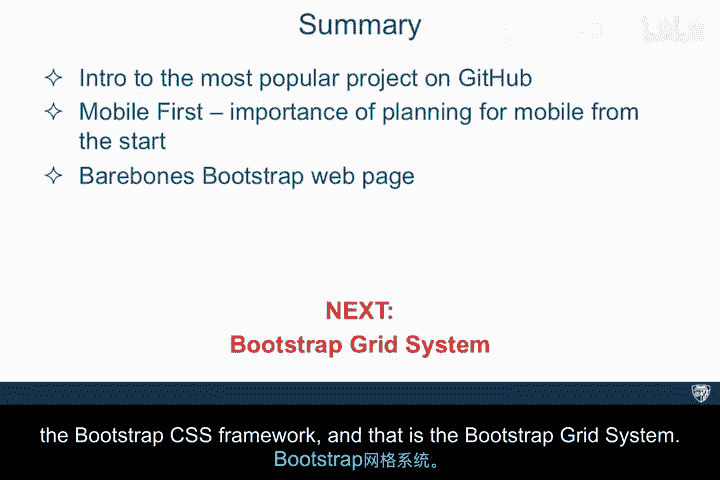 Summary
✧ Intro to the most popular project on GitHub
✧ Mobile First – importance of planning for mobile from
the start
✧ Barebones Bootstrap web page
NEXT:
Bootstrap Grid System
the Bootstrap CSS framework, and that is the Bootstrap Grid System.
Bootstrap网格系统。